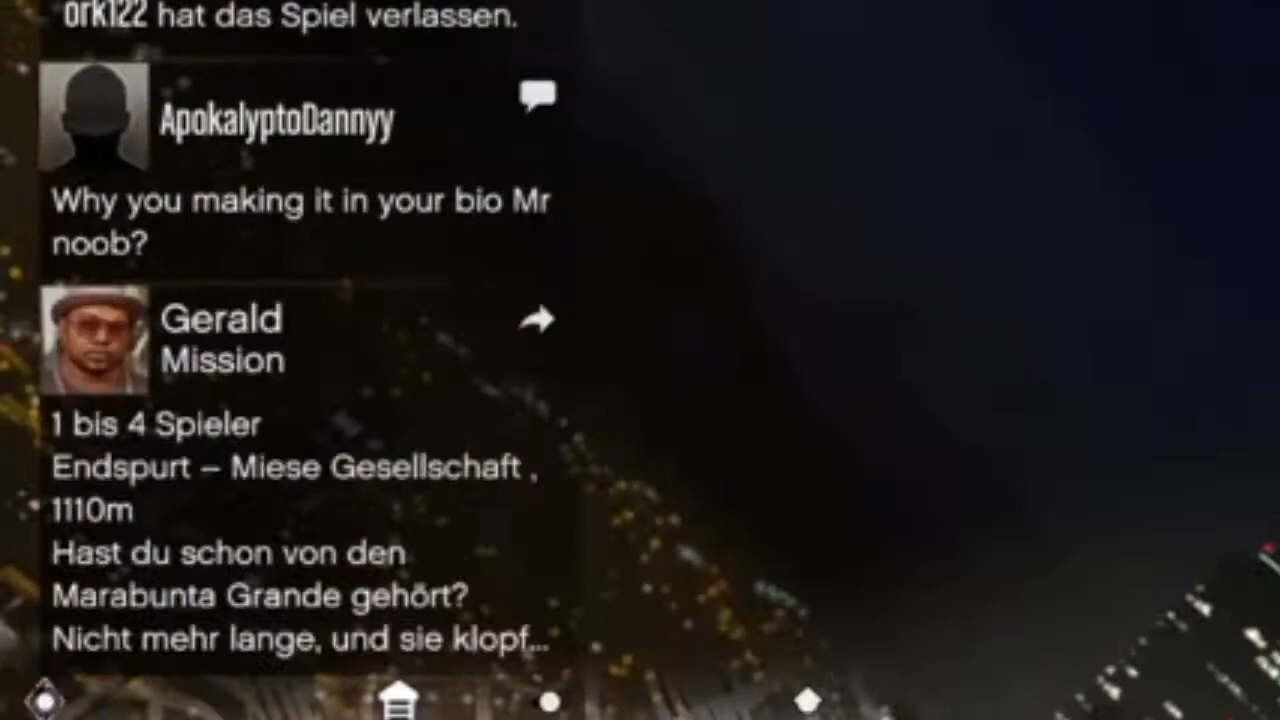 ork122 hat das Spiel verlassen.
ApokalyptoDannyy
Why you making it in your bio Mr
noob?
Gerald
Mission
1 bis 4 Spieler
Endspurt – Miese Gesellschaft ,
1110m
Hast du schon von den
Marabunta Grande gehört?
Nicht mehr lange, und sie klopf...